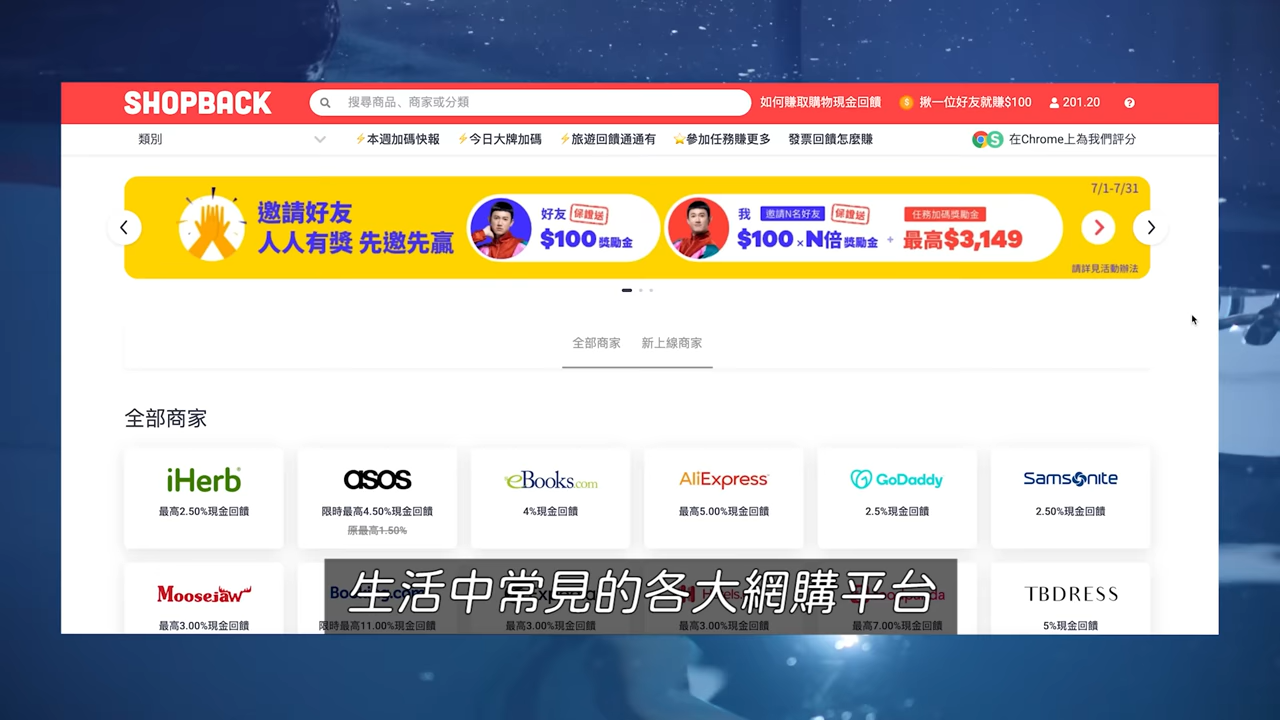 SHOPBACK
搜尋商品、商家或分類
如何賺取購物現金回饋
$ 揪一位好友就賺$100
201.20
?
類別
⚡本週加碼快報
⚡今日大牌加碼
⚡旅遊回饋通通有
⭐參加任務賺更多
發票回饋怎麼賺
S 在Chrome上為我們評分
7/1-7/31
邀請好友
人人有獎 先邀先贏
好友 保證送
$100獎勵金
我 邀請N名好友 保證送 任務加碼獎勵金
$100×N倍獎勵金 + 最高$3,149
請詳見活動辦法
全部商家
新上線商家
全部商家
iHerb
最高2.50%現金回饋
asos
限時最高4.50%現金回饋
原最高1.50%
eBooks.com
4%現金回饋
AliExpress
最高5.00%現金回饋
GoDaddy
2.5%現金回饋
Samsonite
2.50%現金回饋
Moosejaw
最高3.00%現金回饋
Booking.com
限時最高11.00%現金回饋
最高3.00%現金回饋
Hotels
最高3.00%現金回饋
最高7.00%現金回饋
TBDRESS
5%現金回饋
生活中常見的各大網購平台